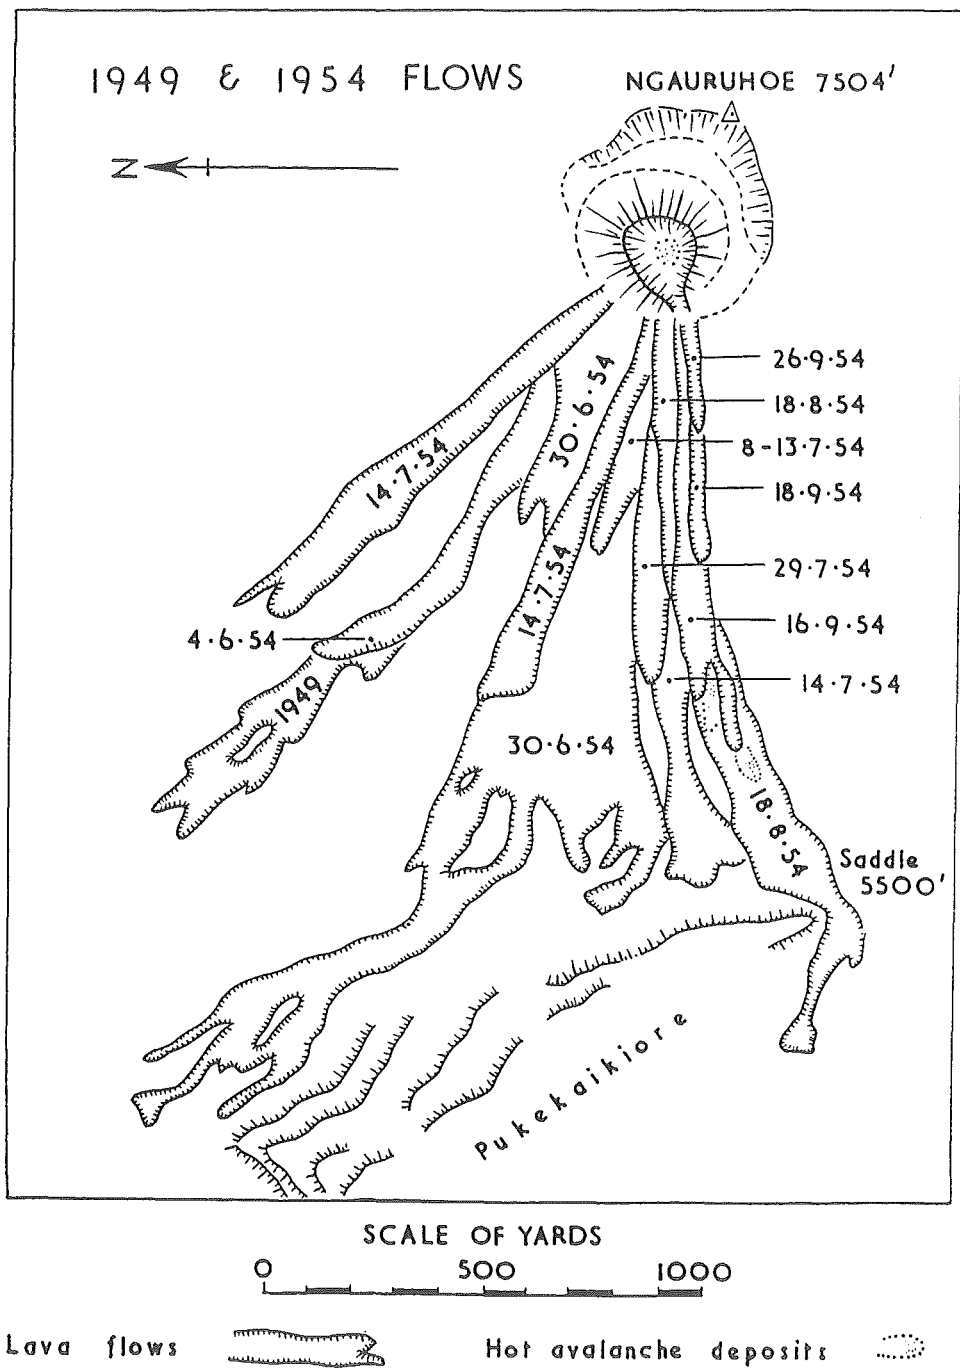 1949 & 1954 FLOWS
NGAURUHOE 7504'
N
26·9·54
18·8·54
8-13·7·54
18·9·54
29·7·54
16·9·54
14·7·54
30·6·54
14·7·54
14·7·54
4·6·54
1949
30·6·54
18·8·54
Saddle
5500'
Pukekaikiore
SCALE OF YARDS
0 500 1000
Lava flows Hot avalanche deposits